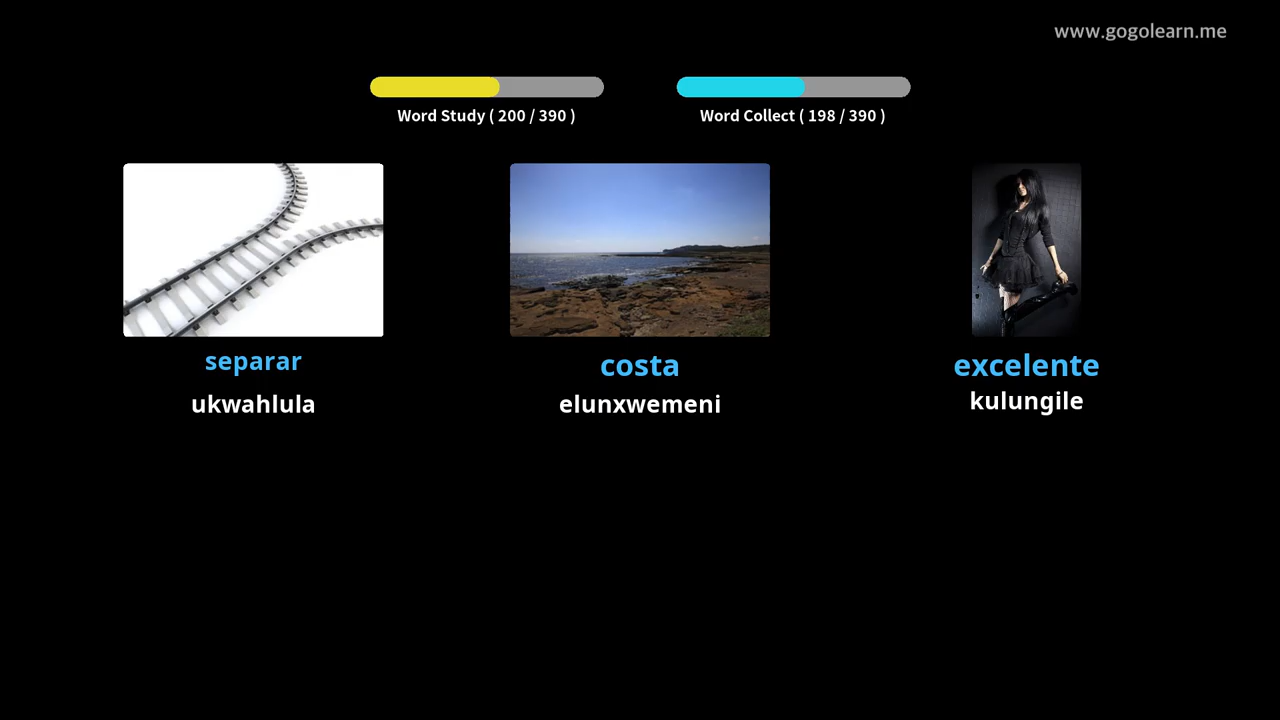 www.gogolearn.me
Word Study ( 200 / 390 )
Word Collect ( 198 / 390 )
separar
costa
excelente
ukwahlula
elunxwemeni
kulungile